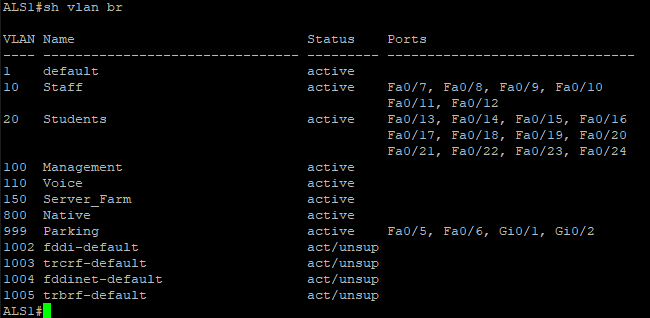 ALS1#sh vlan br
VLAN Name                             Status    Ports
---- -------------------------------- --------- -------------------------------
1    default                          active
10   Staff                            active    Fa0/7, Fa0/8, Fa0/9, Fa0/10
                                                Fa0/11, Fa0/12
20   Students                         active    Fa0/13, Fa0/14, Fa0/15, Fa0/16
                                                Fa0/17, Fa0/18, Fa0/19, Fa0/20
                                                Fa0/21, Fa0/22, Fa0/23, Fa0/24
100  Management                       active
110  Voice                            active
150  Server_Farm                      active
800  Native                           active
999  Parking                          active    Fa0/5, Fa0/6, Gi0/1, Gi0/2
1002 fddi-default                     act/unsup
1003 trcrf-default                    act/unsup
1004 fddinet-default                  act/unsup
1005 trbrf-default                    act/unsup
ALS1#